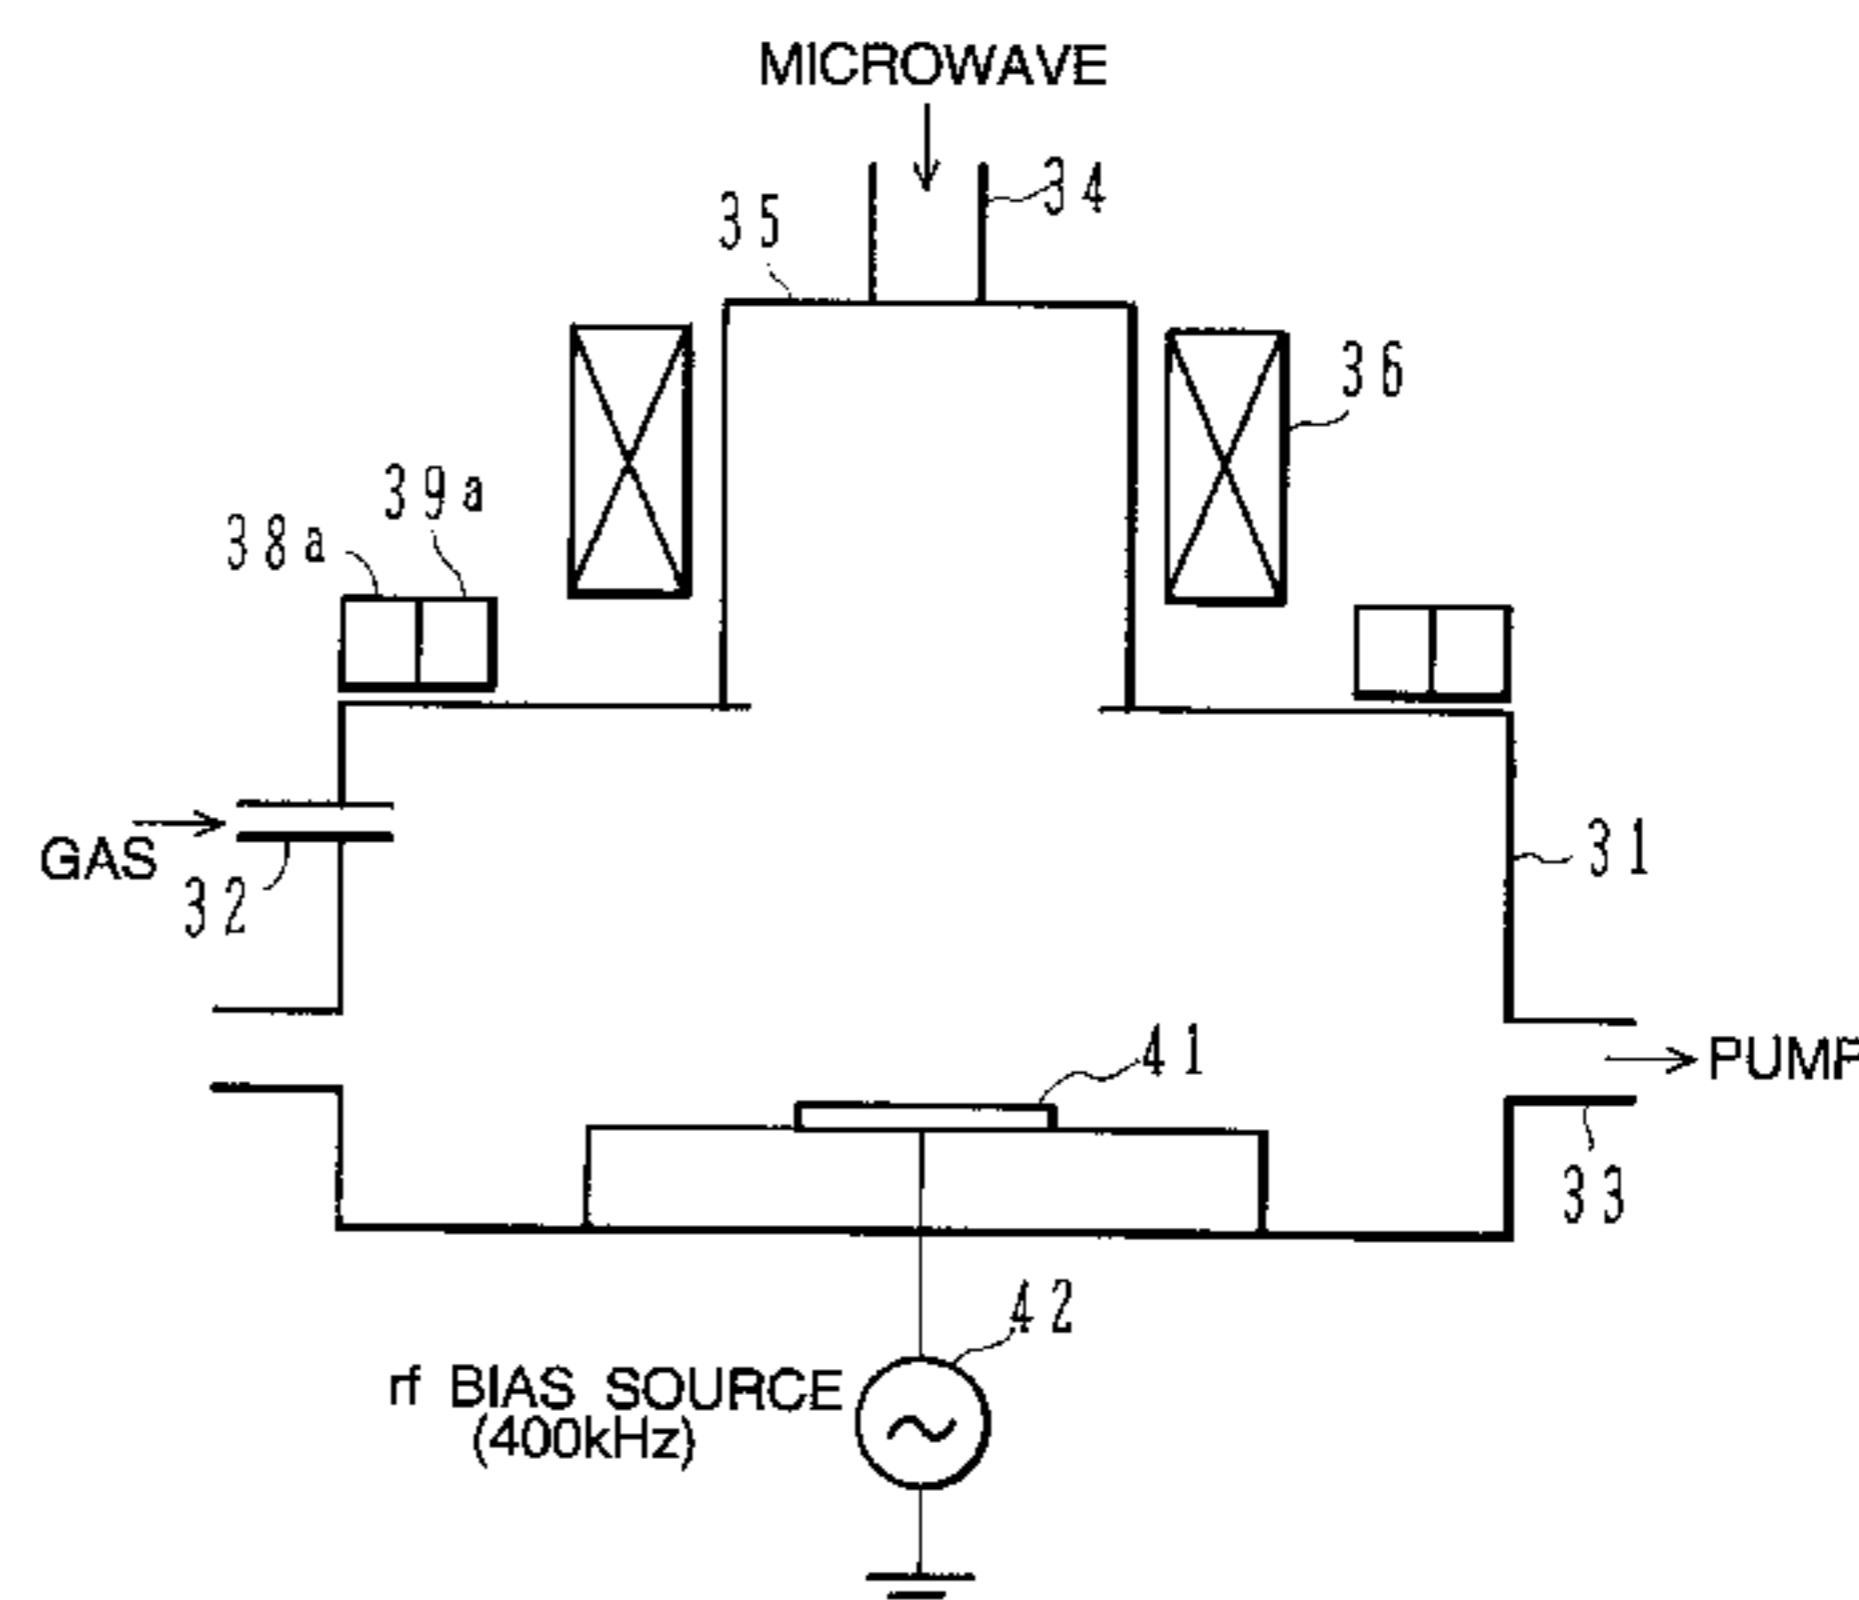 MICROWAVE
34
35
36
39a
38a
31
GAS
32
41
PUMP
33
42
rf BIAS SOURCE
(400kHz)